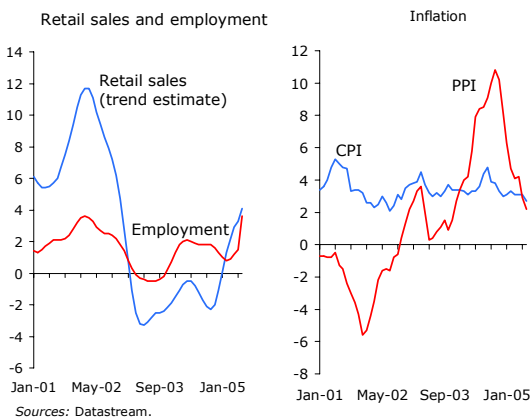 Retail sales and employment
14
12
10
8
6
4
2
0
-2
-4
-6
Retail sales
(trend estimate)
Employment
Jan-01 May-02 Sep-03 Jan-05
Inflation
12
10
8
6
4
2
0
-2
-4
-6
-8
PPI
CPI
Jan-01 May-02 Sep-03 Jan-05
Sources: Datastream.